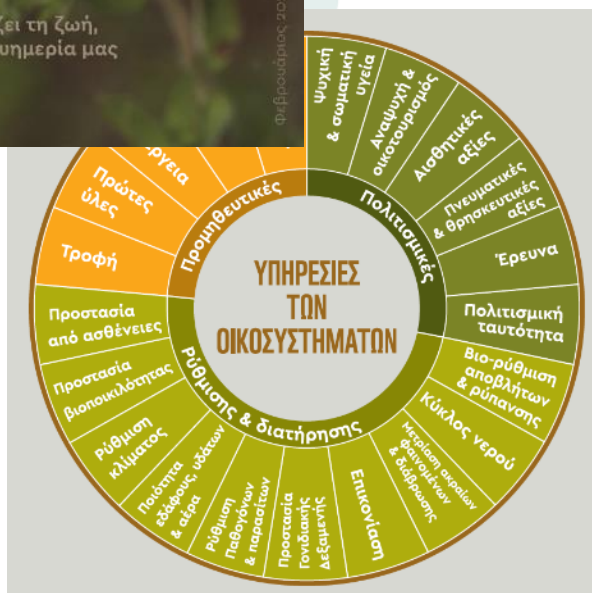 ζει τη ζωή,
υημερία μας
Φεβρουάριος 20
ΥΠΗΡΕΣΙΕΣ
ΤΩΝ
ΟΙΚΟΣΥΣΤΗΜΑΤΩΝ
Προμηθευτικές
Πολιτισμικές
Ρύθμισης & διατήρησης
Ψυχική
& σωματική
υγεία
Αναψυχή &
οικοτουρισμός
Αισθητικές
αξίες
Πνευματικές
& θρησκευτικές
αξίες
Έρευνα
Πολιτισμική
ταυτότητα
Βιο-ρύθμιση
αποβλήτων
& ρύπανσης
Κύκλος νερού
Μετρίαση ακραίων
φαινομένων
& διάβρωσης
Επικονίαση
Προστασία
Γονιδιακής
Δεξαμενής
Ρύθμιση
Παθογόνων
& παρασίτων
Ποιότητα
εδάφους, υδάτων
& αέρα
Ρύθμιση
κλίματος
Προστασία
βιοποικιλότητας
Προστασία
από ασθένειες
Τροφή
Πρώτες
ύλες
έργεια